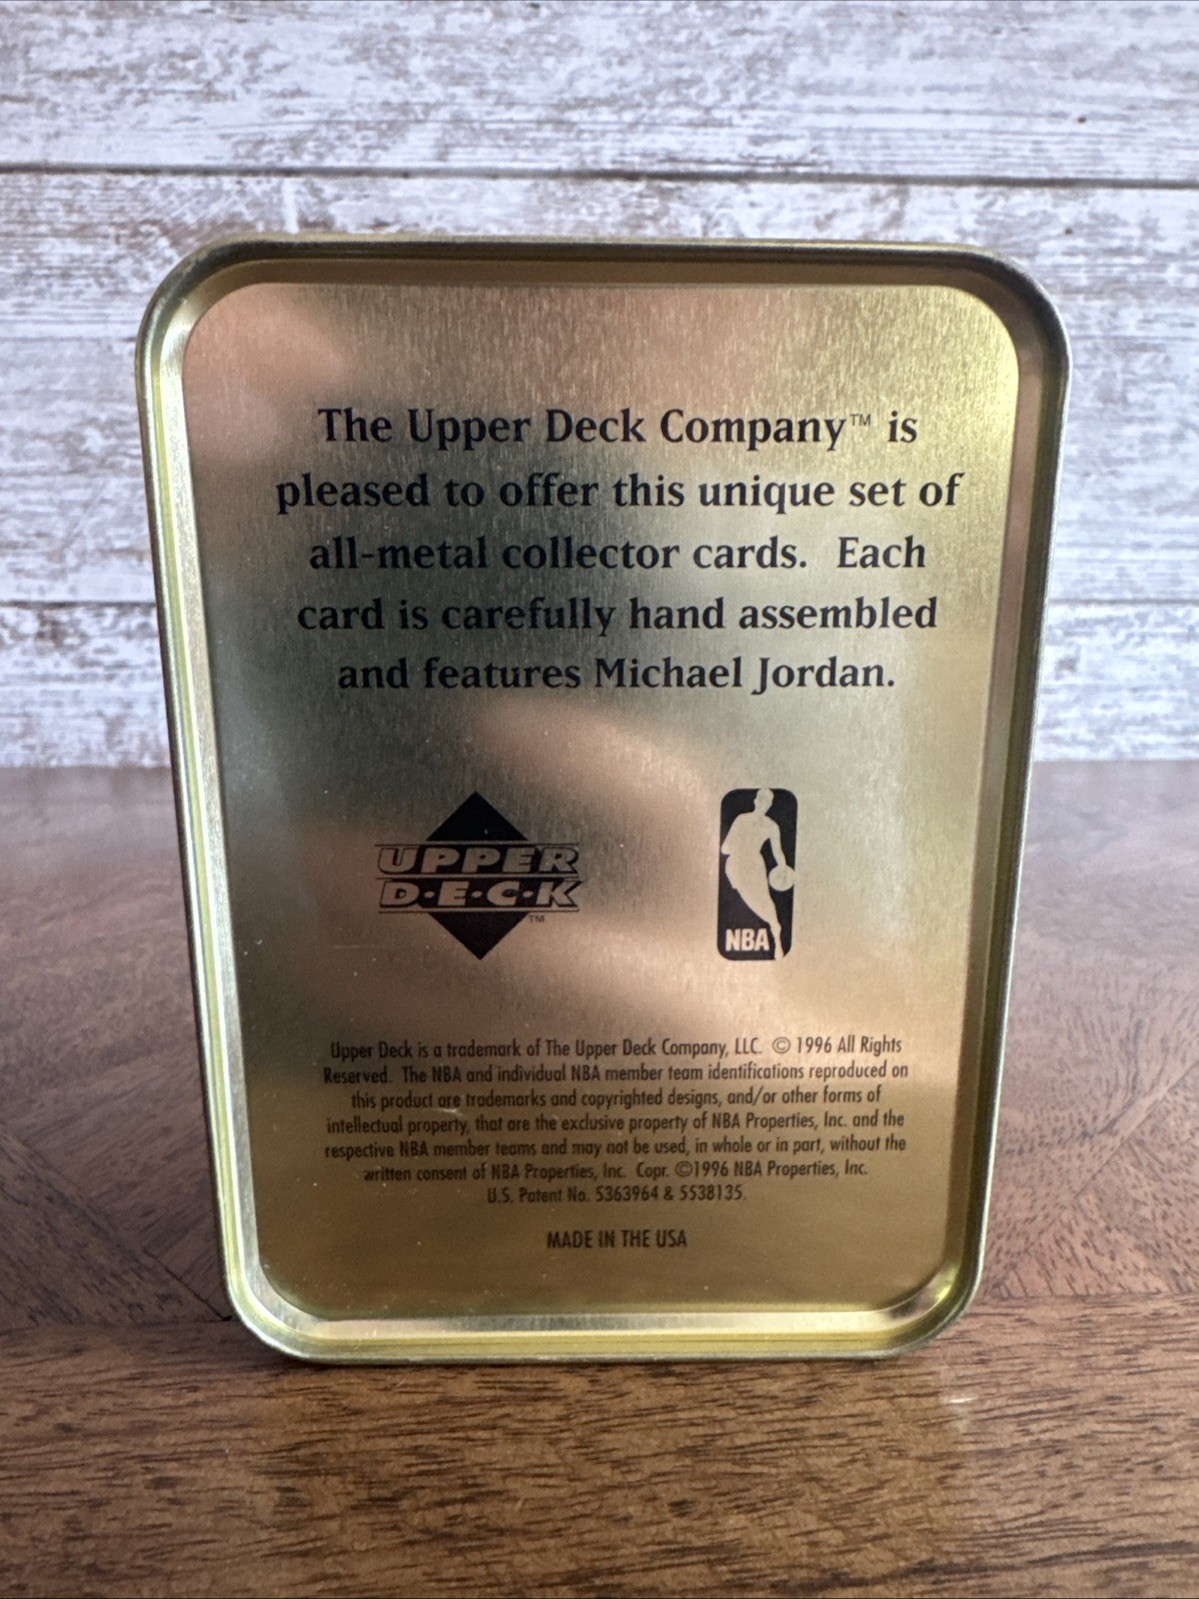 The Upper Deck Company™ is
pleased to offer this unique set of
all-metal collector cards. Each
card is carefully hand assembled
and features Michael Jordan.
UPPER
D·E·C·K
™
NBA
Upper Deck is a trademark of The Upper Deck Company, LLC. © 1996 All Rights
Reserved. The NBA and individual NBA member team identifications reproduced on
this product are trademarks and copyrighted designs, and/or other forms of
intellectual property, that are the exclusive property of NBA Properties, Inc. and the
respective NBA member teams and may not be used, in whole or in part, without the
written consent of NBA Properties, Inc. Copr. ©1996 NBA Properties, Inc.
U.S. Patent No. 5363964 & 5538135.
MADE IN THE USA